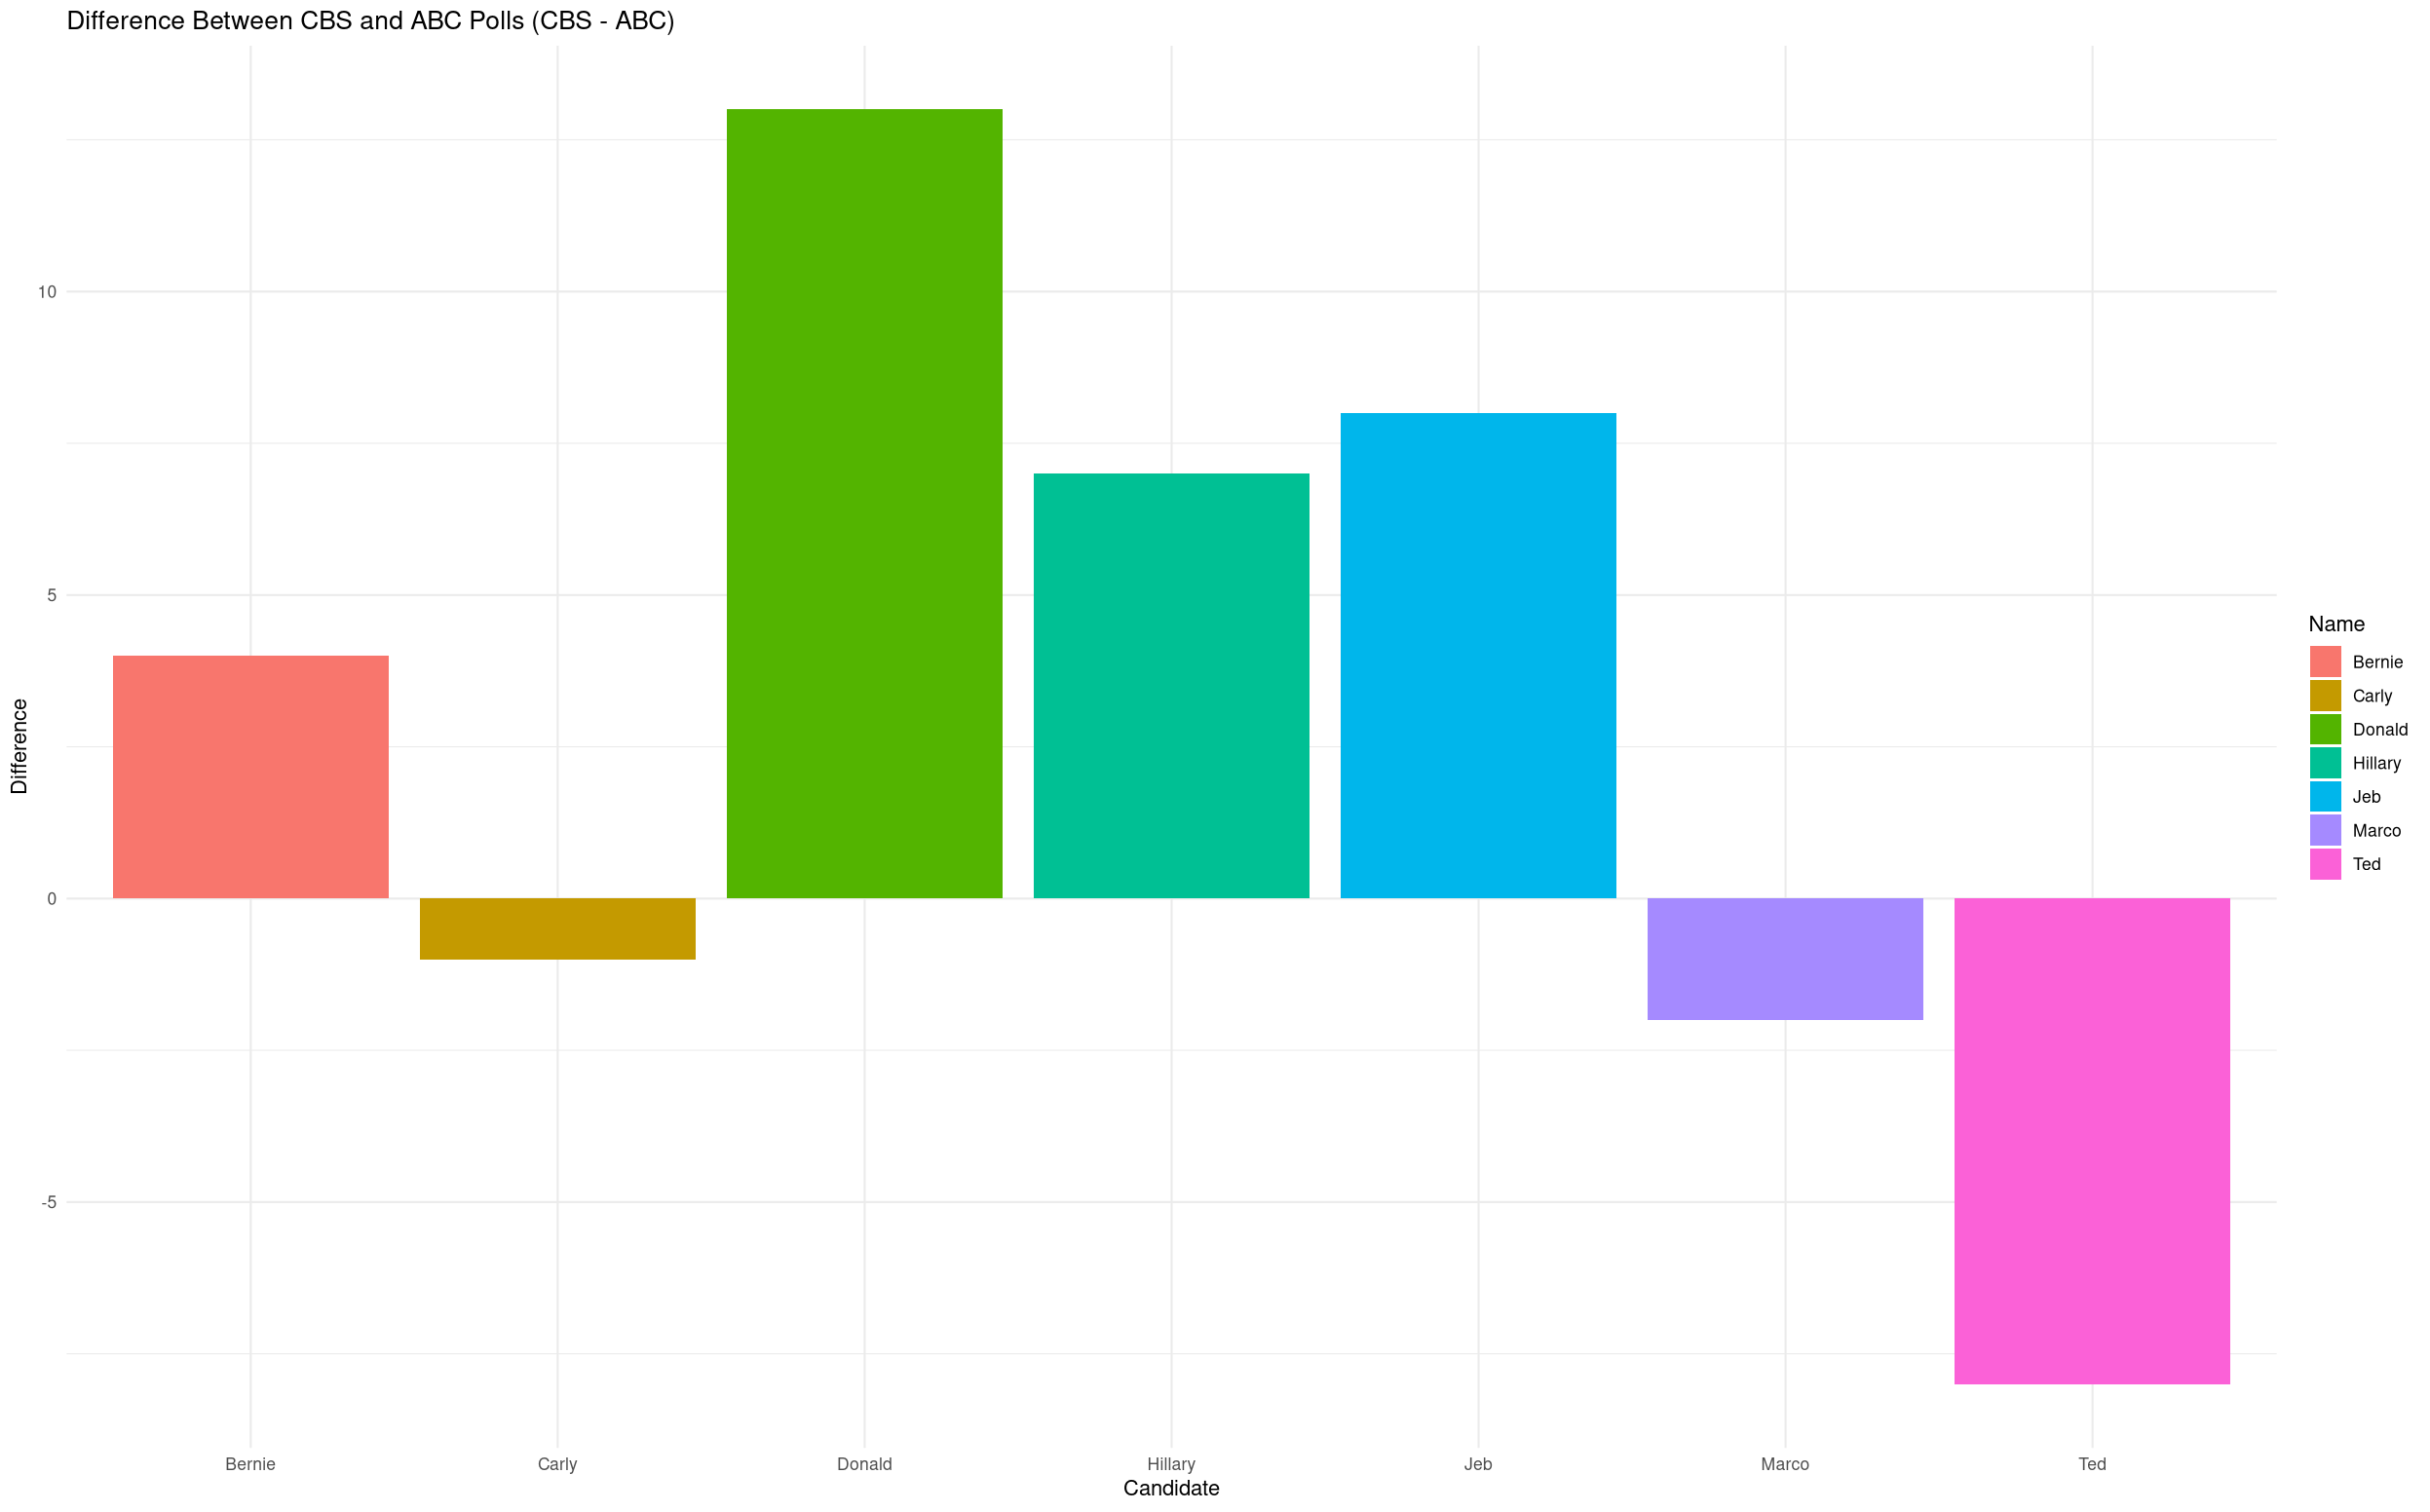 Difference Between CBS and ABC Polls (CBS - ABC)
10
5
0
-5
Difference
Bernie
Carly
Donald
Hillary
Jeb
Marco
Ted
Candidate
Name
Bernie
Carly
Donald
Hillary
Jeb
Marco
Ted